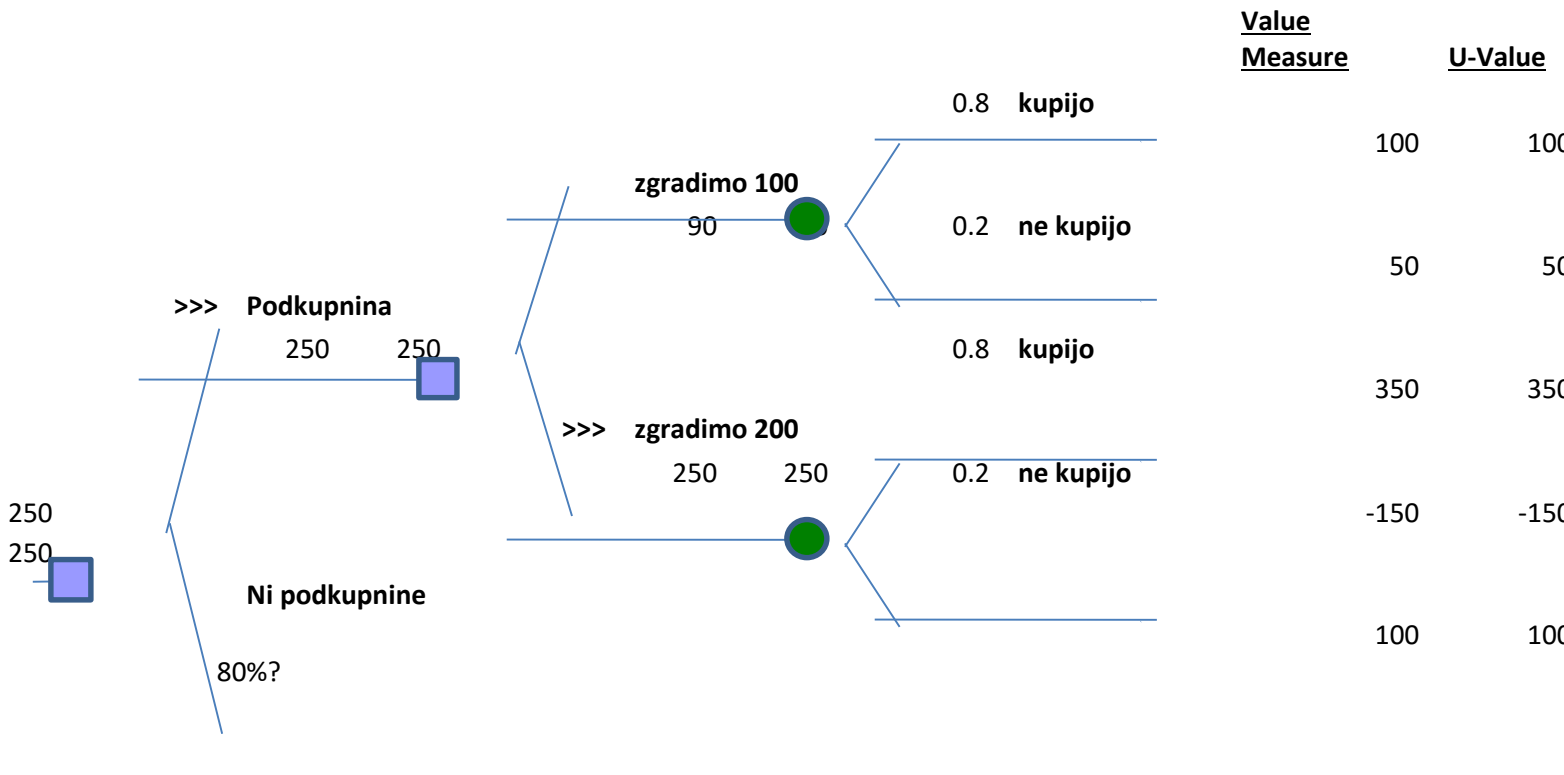 Value
Measure U-Value
0.8 kupijo
100 100
zgradimo 100
90
0.2 ne kupijo
50 50
>>> Podkupnina
250 250
0.8 kupijo
350 350
>>> zgradimo 200
250 250
0.2 ne kupijo
250
-150 -150
250
Ni podkupnine
100 100
80%?